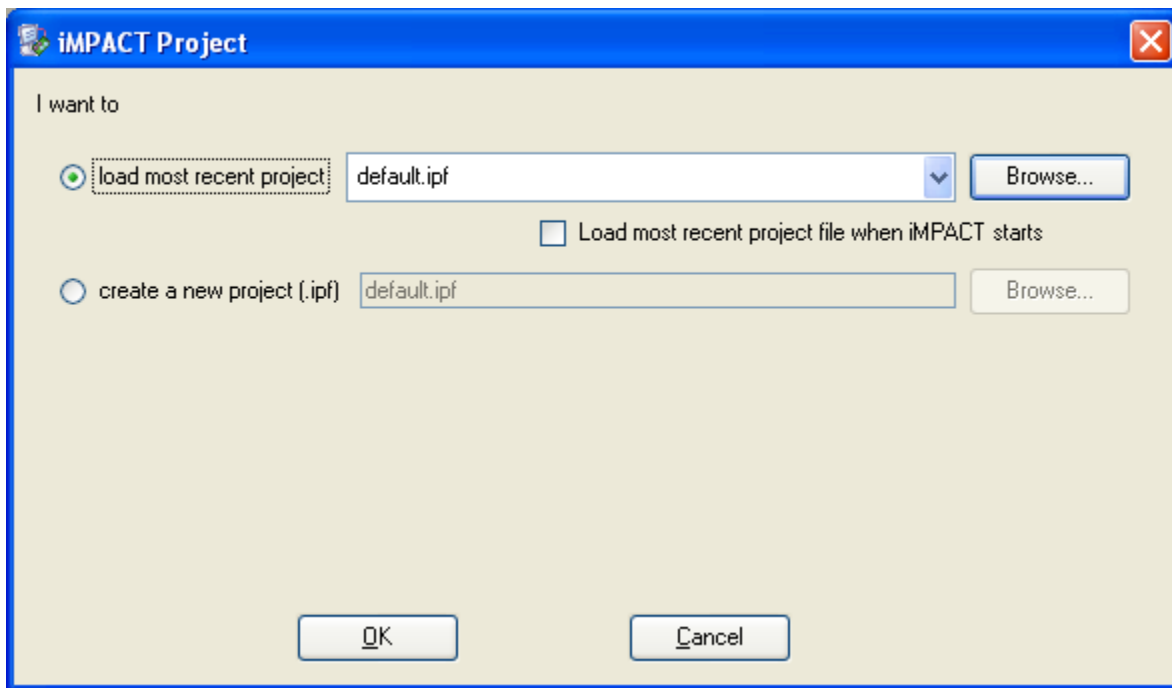 iMPACT Project
I want to
load most recent project default.ipf Browse...
Load most recent project file when iMPACT starts
create a new project (.ipf) default.ipf Browse...
OK Cancel